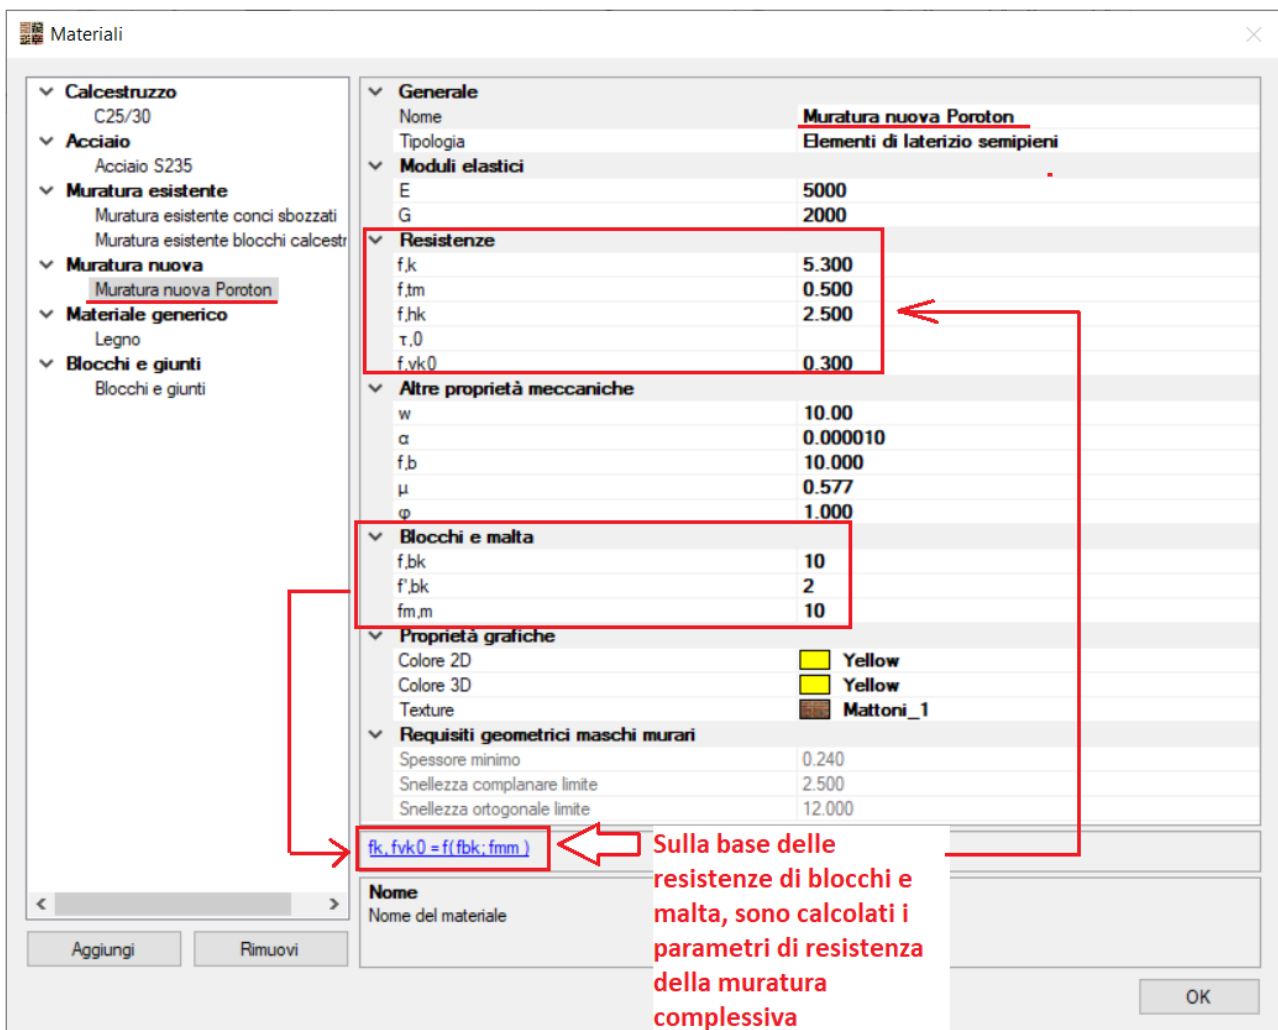 Materiali
Calcestruzzo
C25/30
Acciaio
Acciaio S235
Muratura esistente
Muratura esistente conci sbozzati
Muratura esistente blocchi calcestr
Muratura nuova
Muratura nuova Poroton
Materiale generico
Legno
Blocchi e giunti
Blocchi e giunti
Aggiungi Rimuovi
Generale
Nome Muratura nuova Poroton
Tipologia Elementi di laterizio semipieni
Moduli elastici
E 5000
G 2000
Resistenze
f,k 5.300
f,tm 0.500
f,hk 2.500
τ,0
f,vk0 0.300
Altre proprietà meccaniche
w 10.00
α 0.000010
f,b 10.000
μ 0.577
φ 1.000
Blocchi e malta
f,bk 10
f',bk 2
fm,m 10
Proprietà grafiche
Colore 2D Yellow
Colore 3D Yellow
Texture Mattoni_1
Requisiti geometrici maschi murari
Spessore minimo 0.240
Snellezza complanare limite 2.500
Snellezza ortogonale limite 12.000
fk, fvk0 = f( fbk; fmm )
Nome
Nome del materiale
Sulla base delle
resistenze di blocchi e
malta, sono calcolati i
parametri di resistenza
della muratura
complessiva
OK